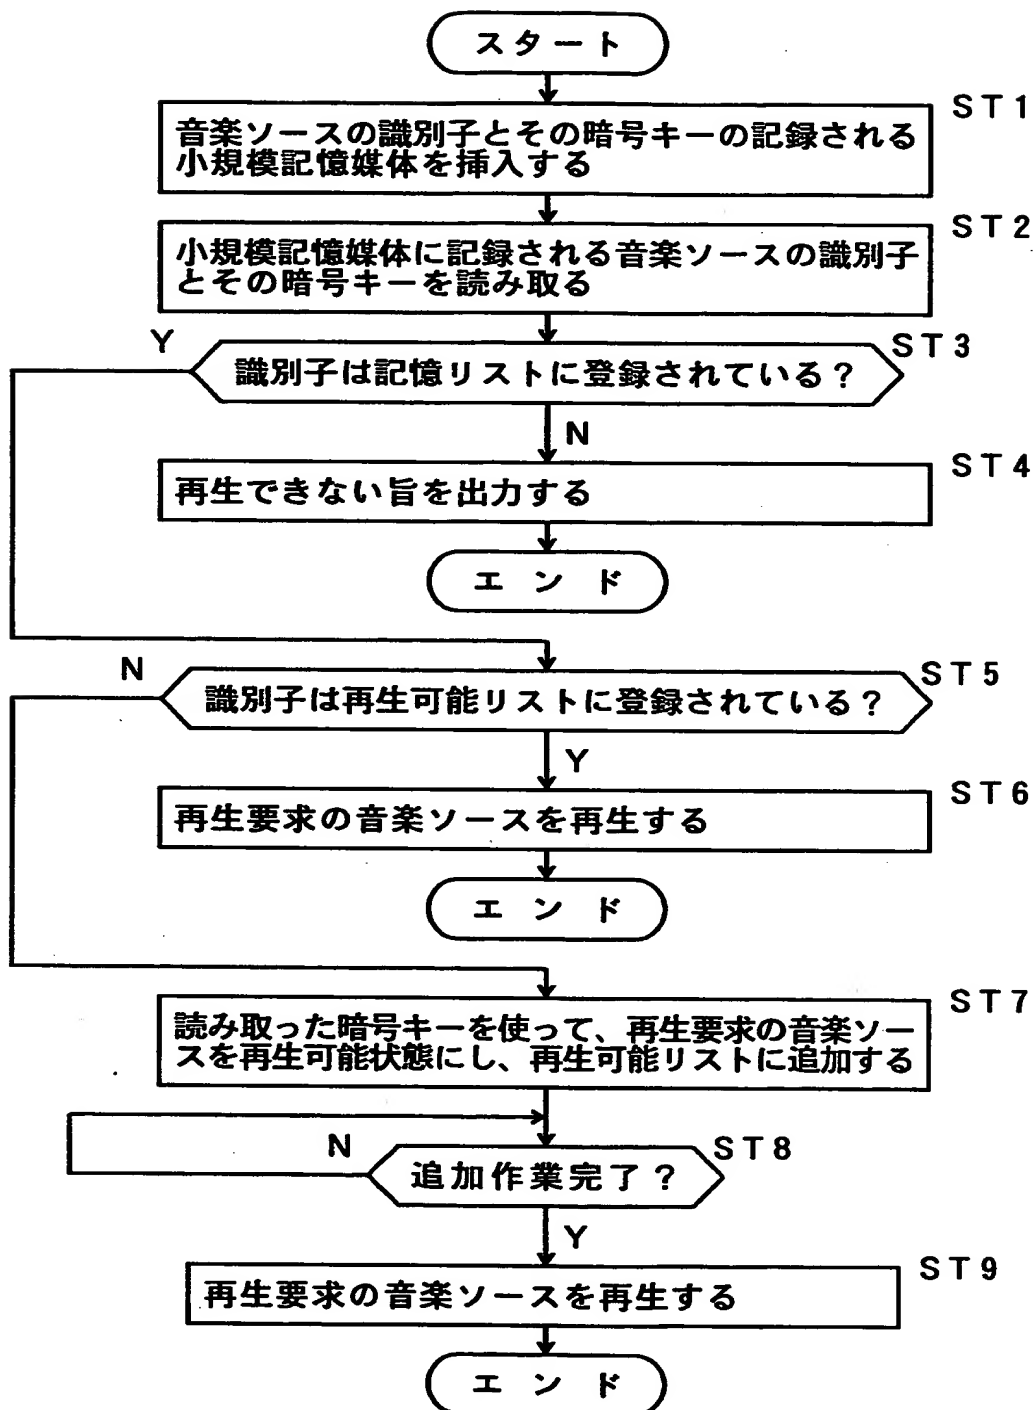 スタート
ST1
音楽ソースの識別子とその暗号キーの記録される
小規模記憶媒体を挿入する
ST2
小規模記憶媒体に記録される音楽ソースの識別子
とその暗号キーを読み取る
Y
ST3
識別子は記憶リストに登録されている？
N
ST4
再生できない旨を出力する
エンド
N
ST5
識別子は再生可能リストに登録されている？
Y
ST6
再生要求の音楽ソースを再生する
エンド
ST7
読み取った暗号キーを使って、再生要求の音楽ソー
スを再生可能状態にし、再生可能リストに追加する
N
ST8
追加作業完了？
Y
ST9
再生要求の音楽ソースを再生する
エンド